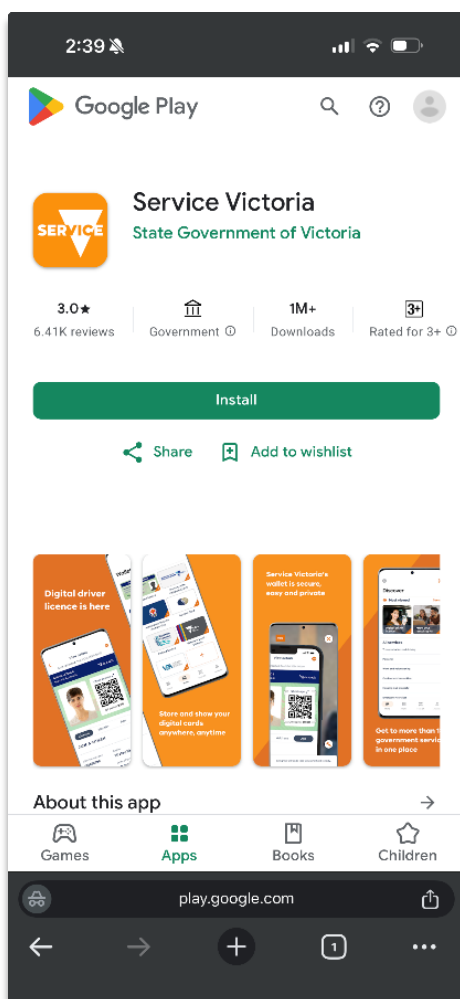 2:39
Google Play
Service Victoria
State Government of Victoria
SERVICE
3.0★
6.41K reviews
Government
1M+
Downloads
3+
Rated for 3+
Install
Share
Add to wishlist
Digital driver
licence is here
Store and show your
digital cards
anywhere, anytime
Service Victoria's
wallet is secure,
easy and private
Discover
Get to more than 1
government servic
in one place
About this app
Games
Apps
Books
Children
play.google.com
1